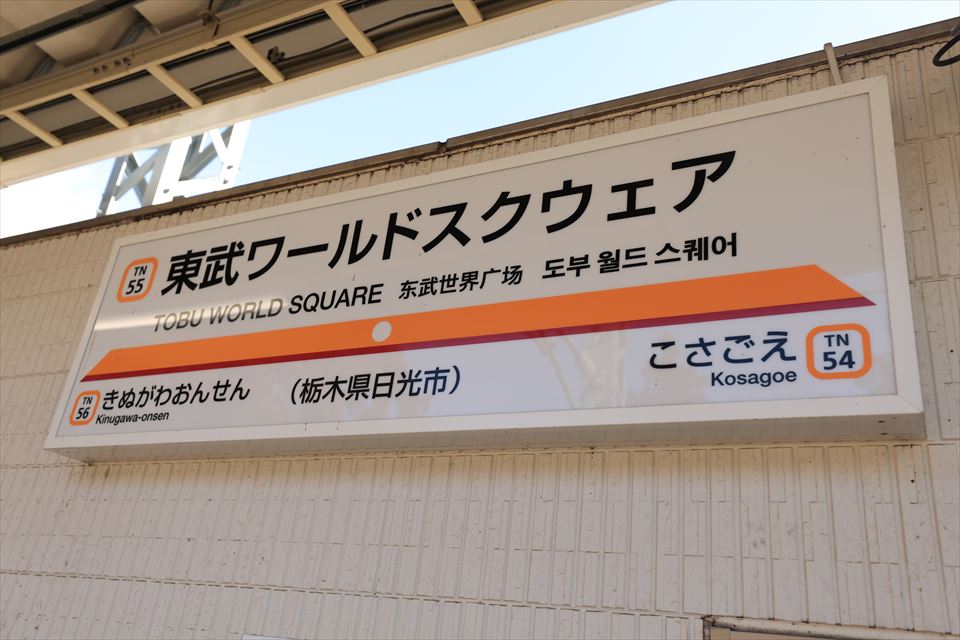 TN 55 東武ワールドスクウェア
TOBU WORLD SQUARE 东武世界广场 도부 월드 스퀘어
TN 56 きぬがわおんせん (栃木県日光市) こさごえ TN 54
Kinugawa-onsen Kosagoe